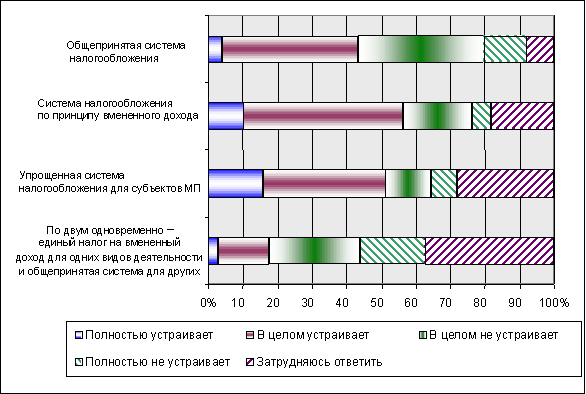 Общепринятая система
налогообложения
Система налогообложения
по принципу вмененного дохода
Упрощенная система
налогообложения для субъектов МП
По двум одновременно —
единый налог на вмененный
доход для одних видов деятельности
и общепринятая система для других
0% 10 20 30 40 50 60 70 80 90 100%
Полностью устраивает В целом устраивает В целом не устраивает
Полностью не устраивает Затрудняюсь ответить